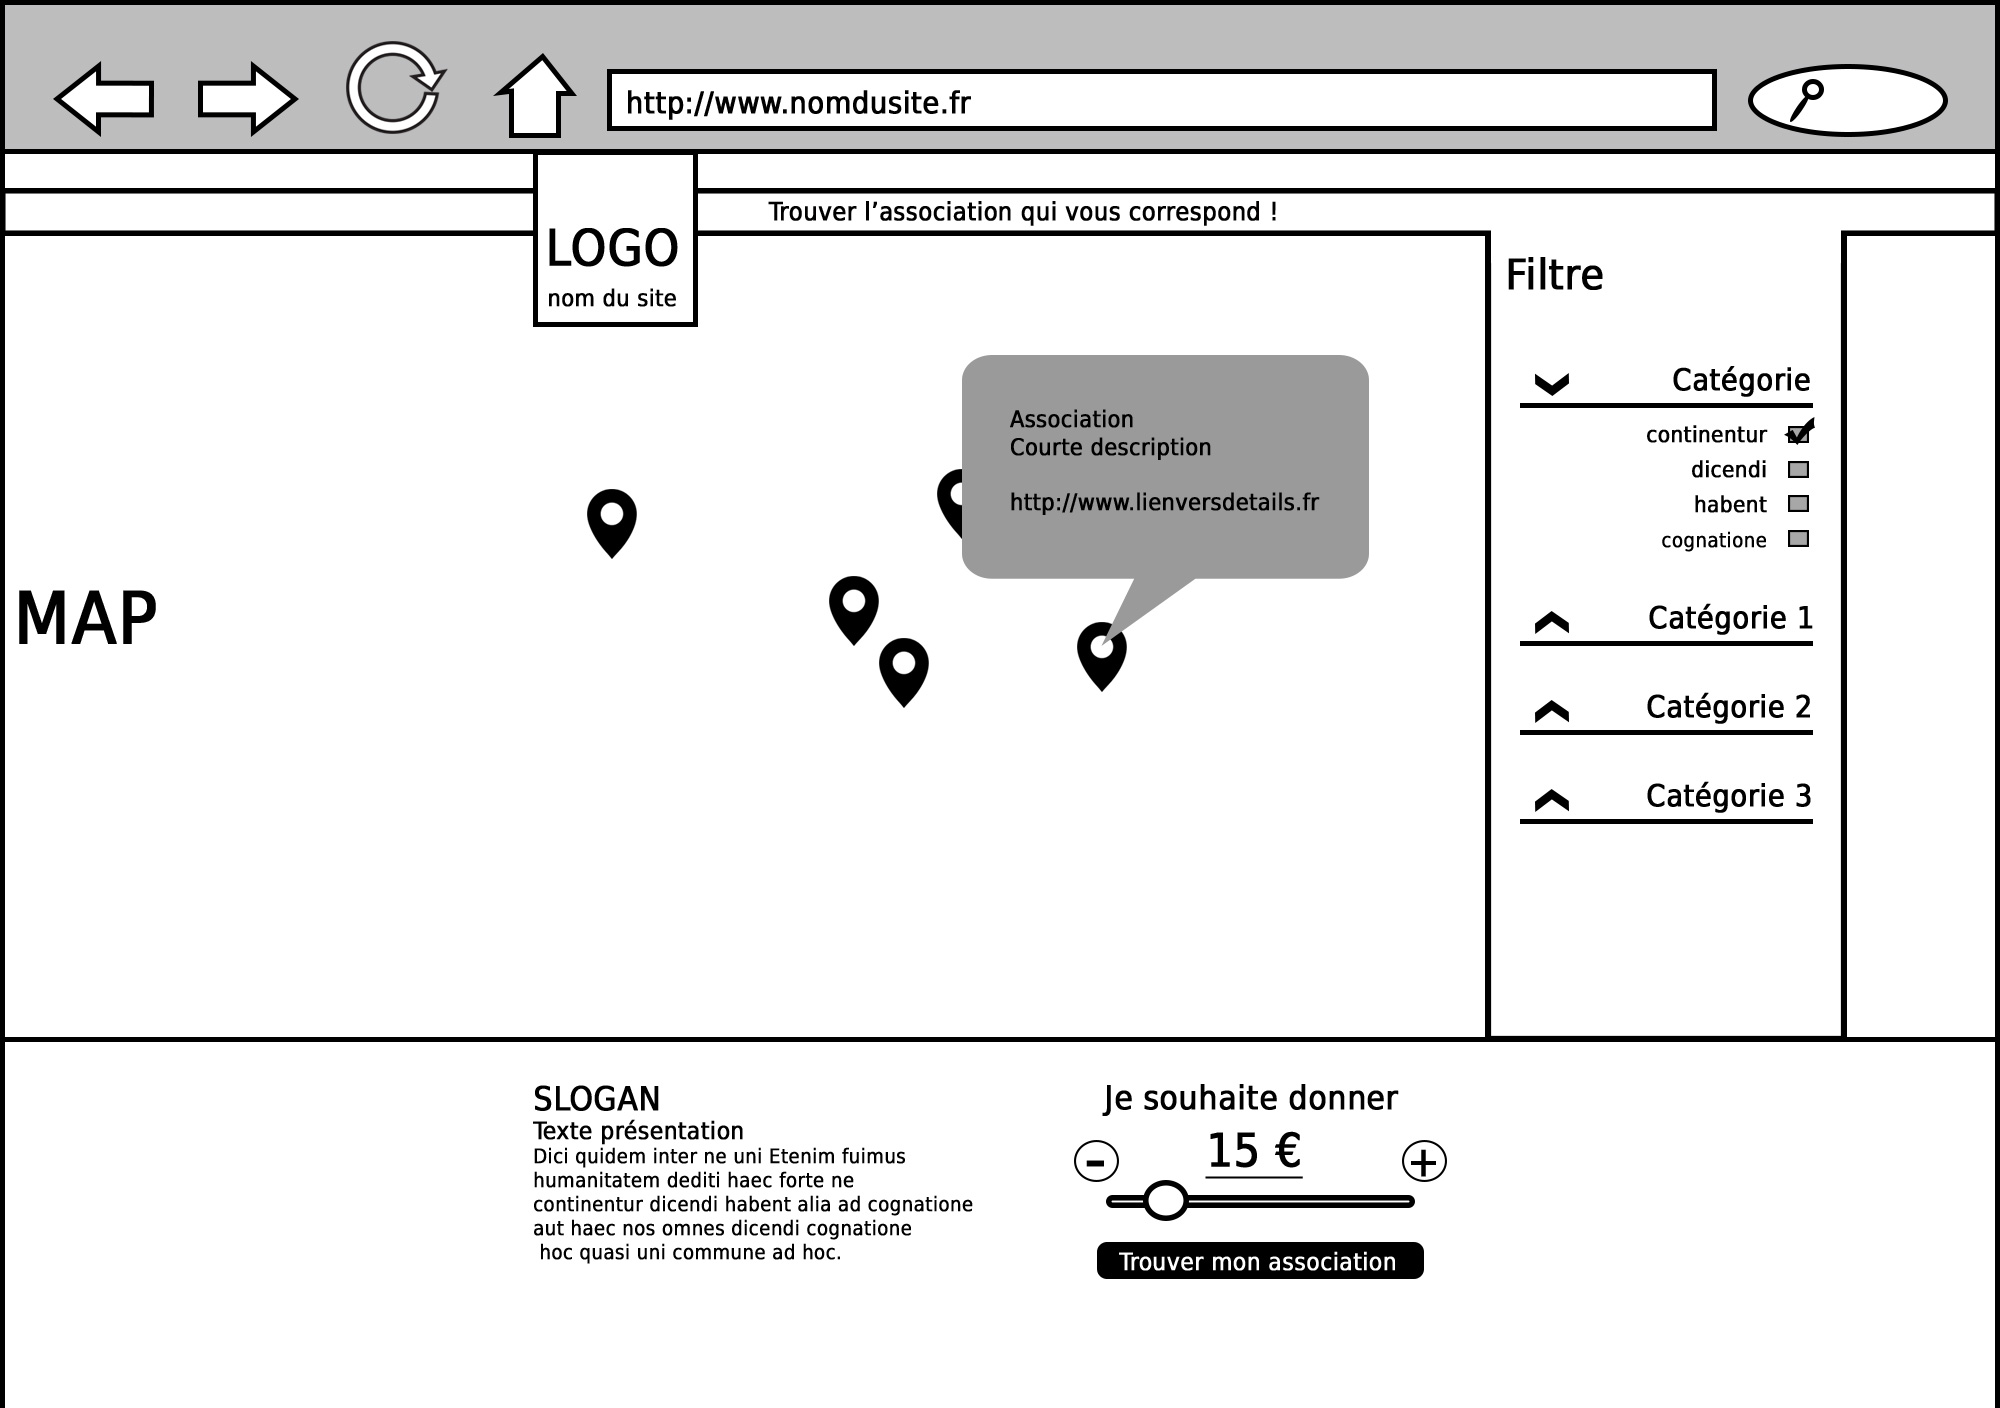 http://www.nomdusite.fr
Trouver l’association qui vous correspond !
LOGO
nom du site
Filtre
Association
Courte description
http://www.lienversdetails.fr
Catégorie
continentur
dicendi
habent
cognatione
MAP
Catégorie 1
Catégorie 2
Catégorie 3
SLOGAN
Texte présentation
Dici quidem inter ne uni Etenim fuimus
humanitatem dediti haec forte ne
continentur dicendi habent alia ad cognatione
aut haec nos omnes dicendi cognatione
hoc quasi uni commune ad hoc.
Je souhaite donner
- 15 € +
Trouver mon association